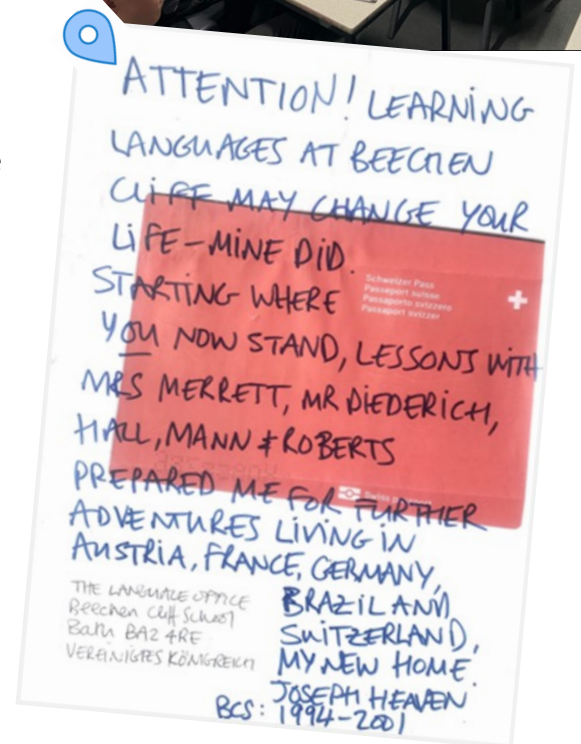 ATTENTION! LEARNING
LANGUAGES AT BEECHEN
CLIFF MAY CHANGE YOUR
LIFE-MINE DID.
Schweizer Pass
Passeport suisse
Passaporto svizzero
Passaport svizzer
STARTING WHERE
YOU NOW STAND, LESSONS WITH
MRS MERRETT, MR DIEDERICH,
HALL, MANN & ROBERTS
PREPARED ME FOR FURTHER
ADVENTURES LIVING IN
AUSTRIA, FRANCE, GERMANY,
BRAZIL AND
SWITZERLAND,
MY NEW HOME.
JOSEPH HEAVEN
BCS: 1994-2001
THE LANGUAGE OFFICE
Beechen Cliff School
Bath BA2 4RE
VEREINIGTES KÖNIGREICH
Swiss